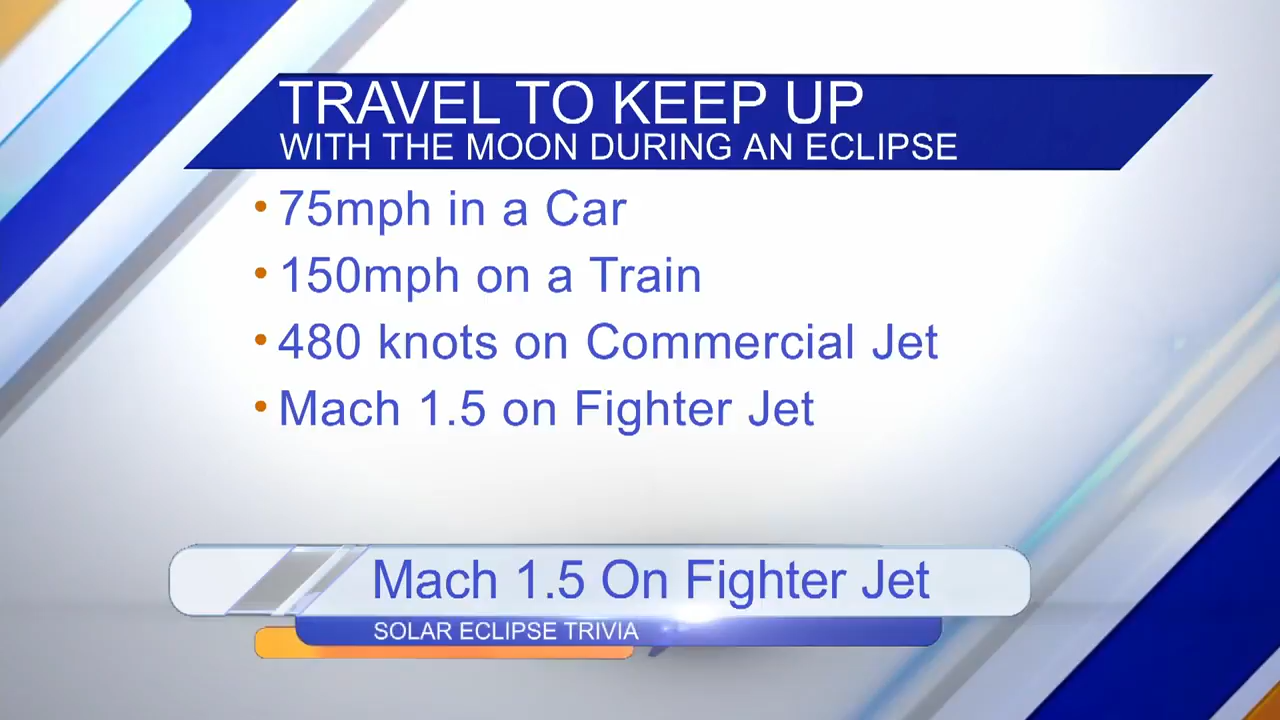 TRAVEL TO KEEP UP
WITH THE MOON DURING AN ECLIPSE
• 75mph in a Car
• 150mph on a Train
• 480 knots on Commercial Jet
• Mach 1.5 on Fighter Jet
Mach 1.5 On Fighter Jet
SOLAR ECLIPSE TRIVIA